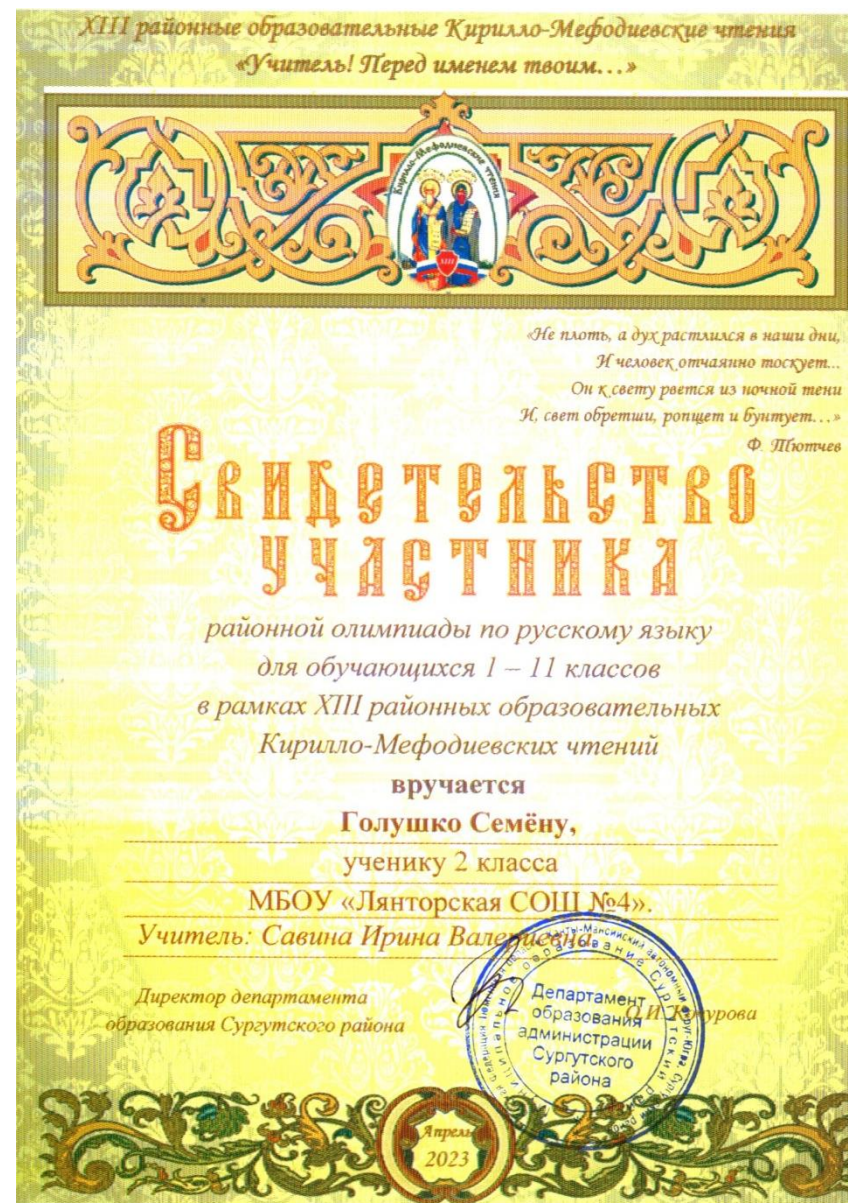 XIII районные образовательные Кирилло-Мефодиевские чтения
«Учитель! Перед именем твоим…»
Кирилло-Мефодиевские чтения
XIII
«Не плоть, а дух растлился в наши дни,
И человек отчаянно тоскует...
Он к свету рвется из ночной тени
И, свет обретши, ропщет и бунтует…»
Ф. Тютчев
Свидетельство
участника
районной олимпиады по русскому языку
для обучающихся 1 – 11 классов
в рамках XIII районных образовательных
Кирилло-Мефодиевских чтений
вручается
Голушко Семёну,
ученику 2 класса
МБОУ «Лянторская СОШ №4».
Учитель: Савина Ирина Валериевна
Директор департамента
образования Сургутского района
О.И.
Департамент
образования
администрации
Сургутского
района
Апрель
2023